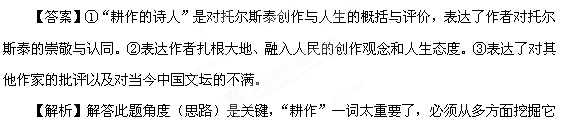 【答案】①“耕作的诗人”是对托尔斯泰创作与人生的概括与评价，表达了作者对托尔
斯泰的崇敬与认同。②表达作者扎根大地、融入人民的创作观念和人生态度。③表达了对其
他作家的批评以及对当今中国文坛的不满。
【解析】解答此题角度（思路）是关键，“耕作”一词太重要了，必须从多方面挖掘它